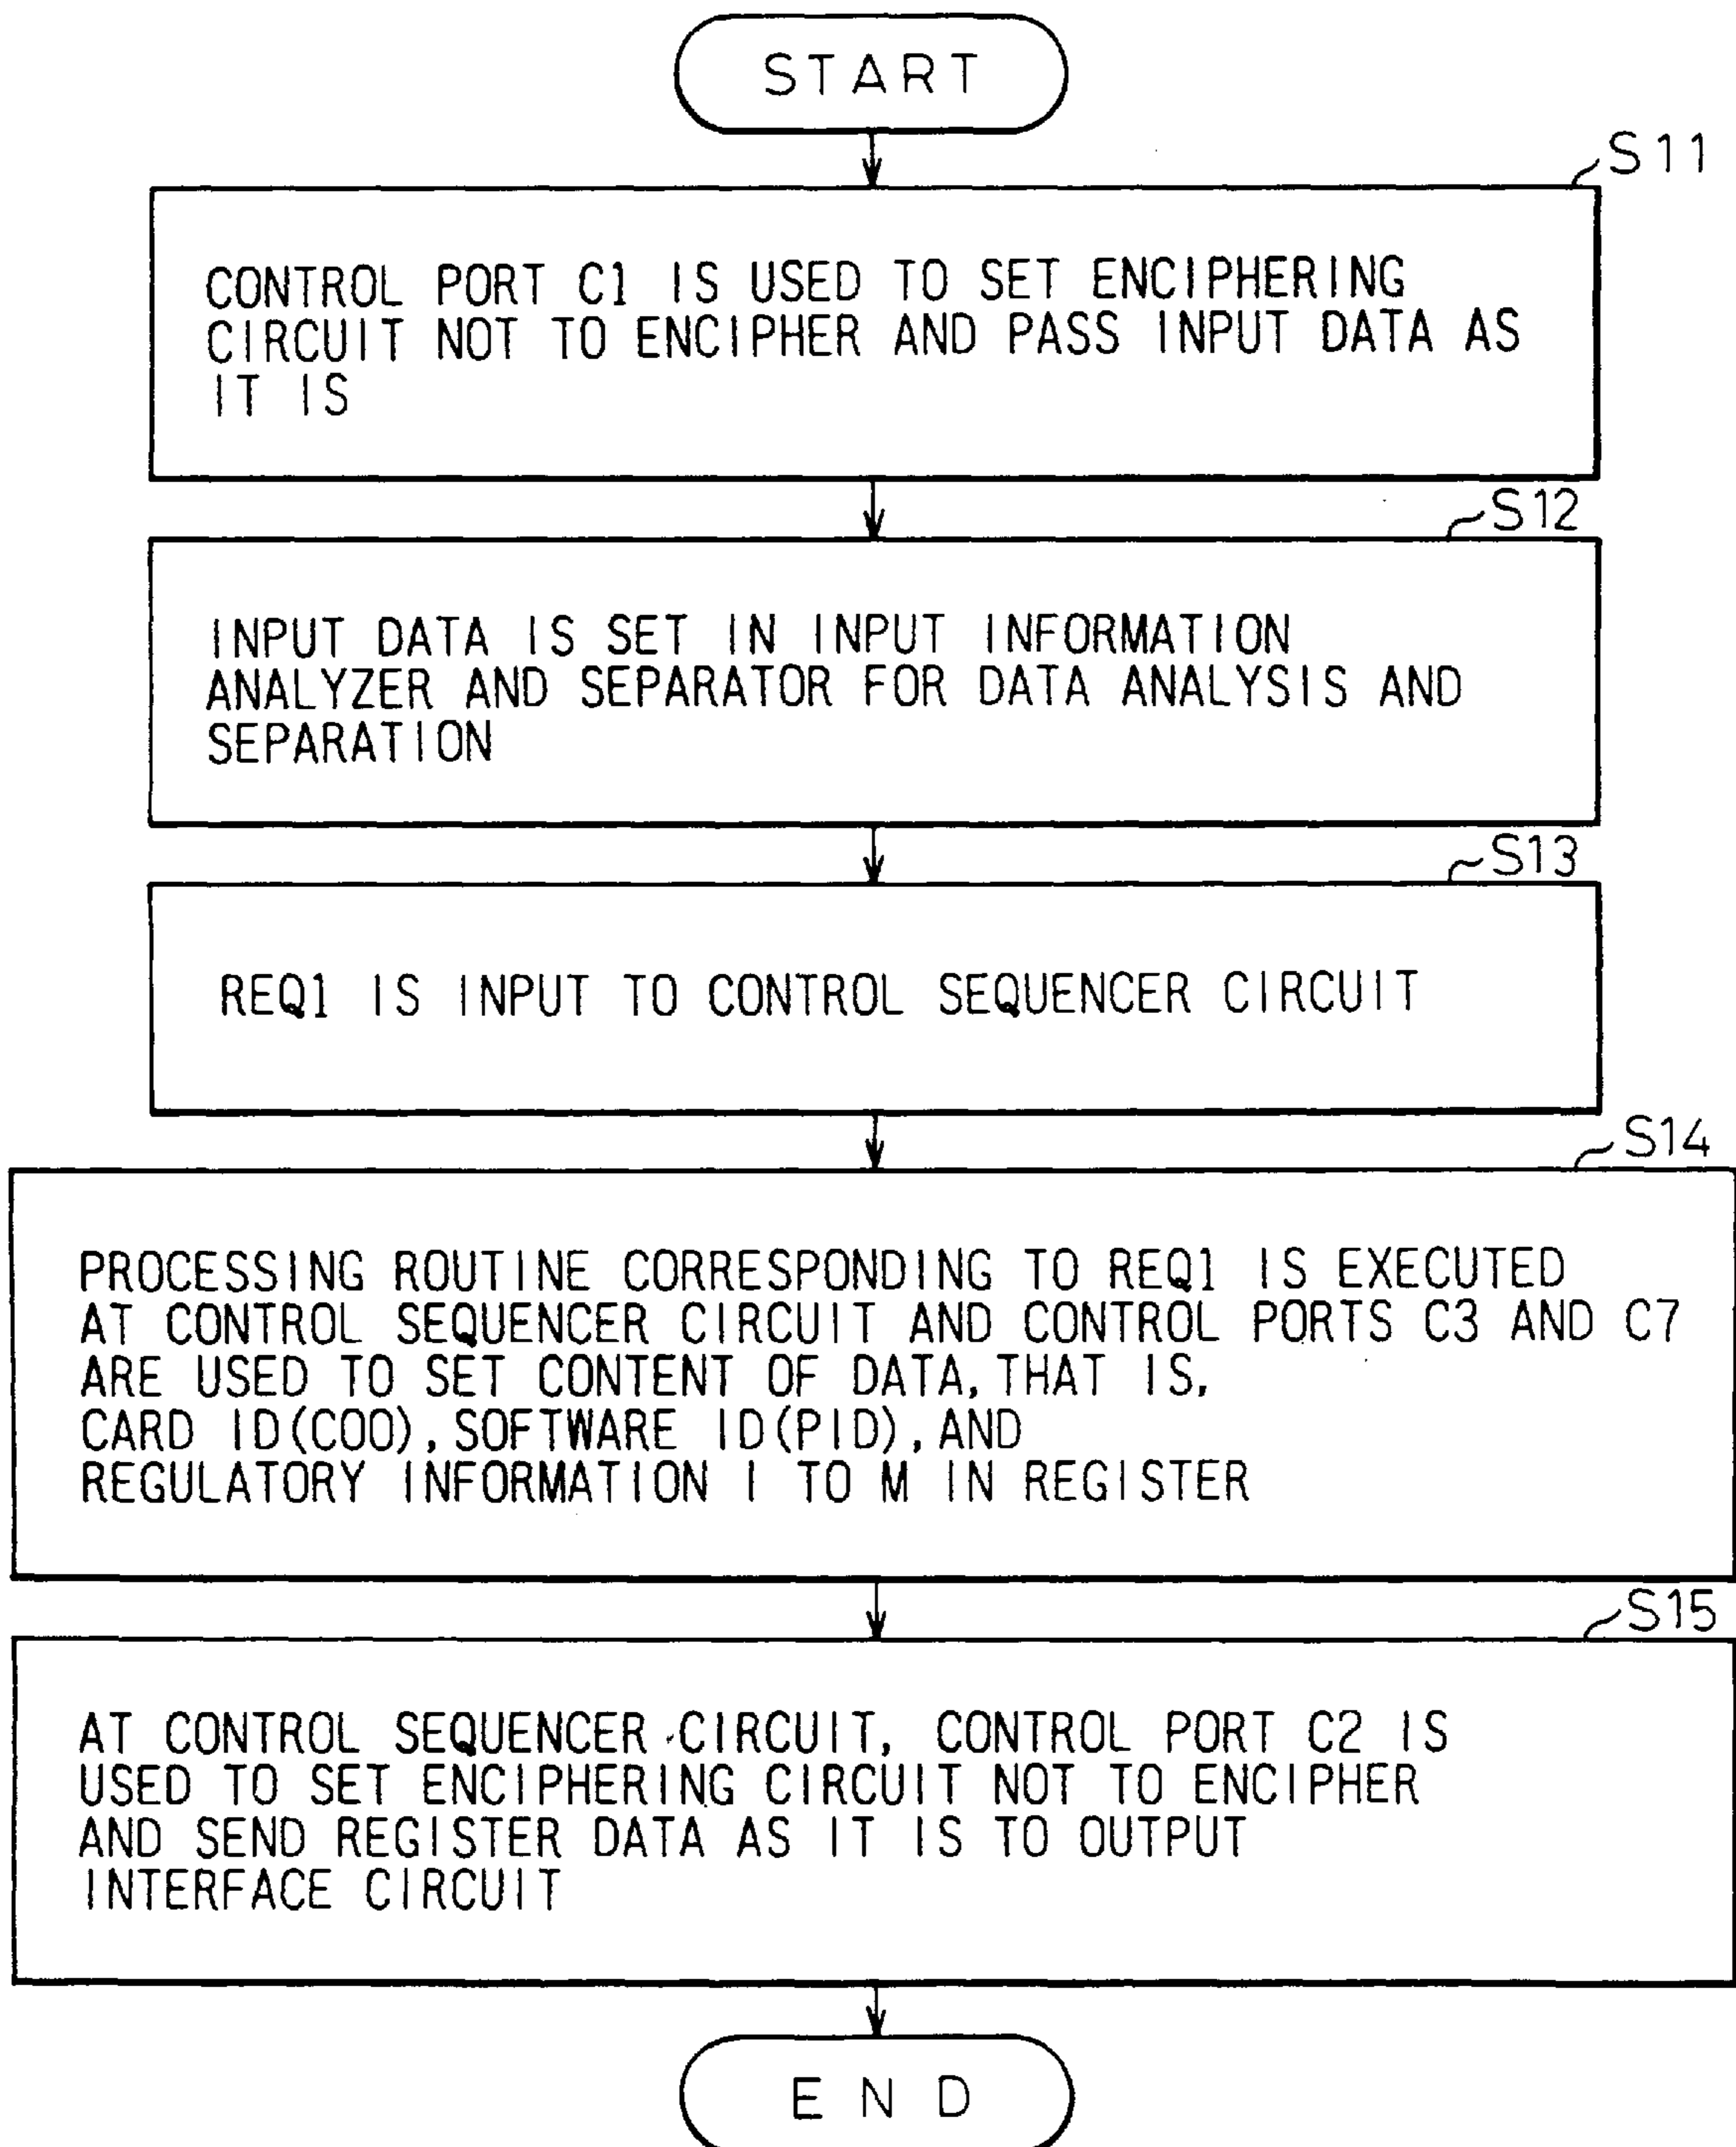 START
S11
CONTROL PORT C1 IS USED TO SET ENCIPHERING
CIRCUIT NOT TO ENCIPHER AND PASS INPUT DATA AS
IT IS
S12
INPUT DATA IS SET IN INPUT INFORMATION
ANALYZER AND SEPARATOR FOR DATA ANALYSIS AND
SEPARATION
S13
REQ1 IS INPUT TO CONTROL SEQUENCER CIRCUIT
S14
PROCESSING ROUTINE CORRESPONDING TO REQ1 IS EXECUTED
AT CONTROL SEQUENCER CIRCUIT AND CONTROL PORTS C3 AND C7
ARE USED TO SET CONTENT OF DATA, THAT IS,
CARD ID(C00), SOFTWARE ID(PID), AND
REGULATORY INFORMATION I TO M IN REGISTER
S15
AT CONTROL SEQUENCER CIRCUIT, CONTROL PORT C2 IS
USED TO SET ENCIPHERING CIRCUIT NOT TO ENCIPHER
AND SEND REGISTER DATA AS IT IS TO OUTPUT
INTERFACE CIRCUIT
END